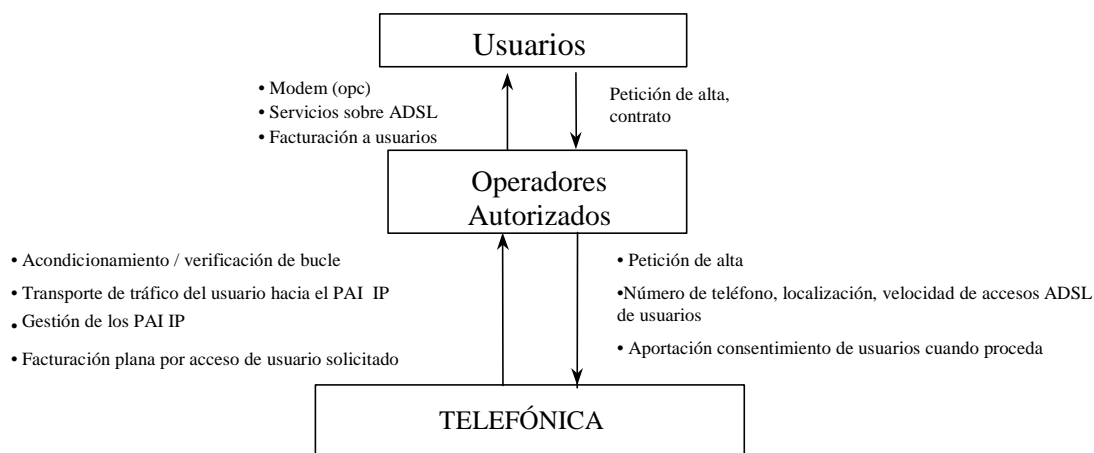 Usuarios
• Modem (opc)
• Servicios sobre ADSL
• Facturación a usuarios
Petición de alta,
contrato
Operadores
Autorizados
• Acondicionamiento / verificación de bucle
• Transporte de tráfico del usuario hacia el PAI IP
• Gestión de los PAI IP
• Facturación plana por acceso de usuario solicitado
• Petición de alta
•Número de teléfono, localización, velocidad de accesos ADSL
de usuarios
• Aportación consentimiento de usuarios cuando proceda
TELEFÓNICA